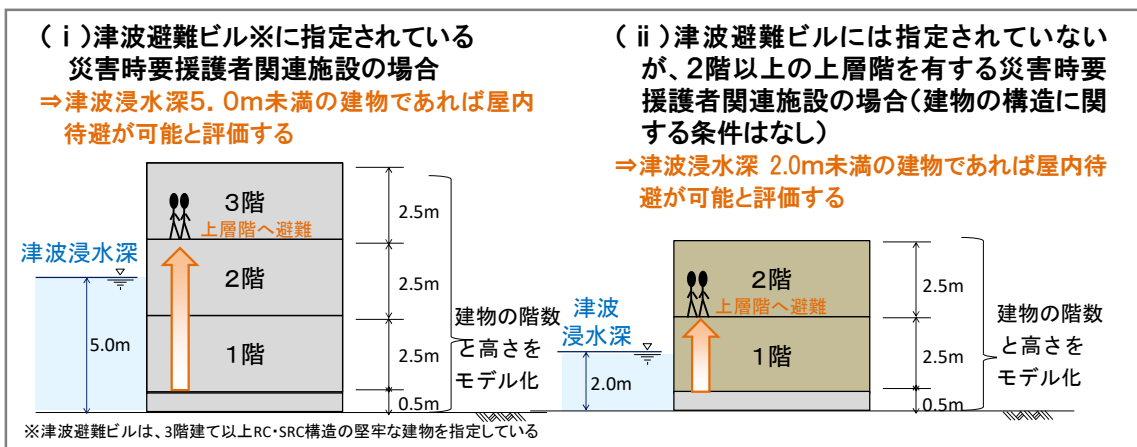 (ⅰ)津波避難ビル※に指定されている
災害時要援護者関連施設の場合
⇒津波浸水深5.0m未満の建物であれば屋内
待避が可能と評価する
3階
上層階へ避難
2階
1階
津波浸水深
5.0m
2.5m
2.5m
2.5m
0.5m
建物の階数
と高さを
モデル化
※津波避難ビルは、3階建て以上RC・SRC構造の堅牢な建物を指定している
(ⅱ)津波避難ビルには指定されていない
が、2階以上の上層階を有する災害時要
援護者関連施設の場合(建物の構造に関
する条件はなし)
⇒津波浸水深 2.0m未満の建物であれば屋内待
避が可能と評価する
2階
上層階へ避難
1階
津波
浸水深
2.0m
2.5m
2.5m
0.5m
建物の階数
と高さを
モデル化